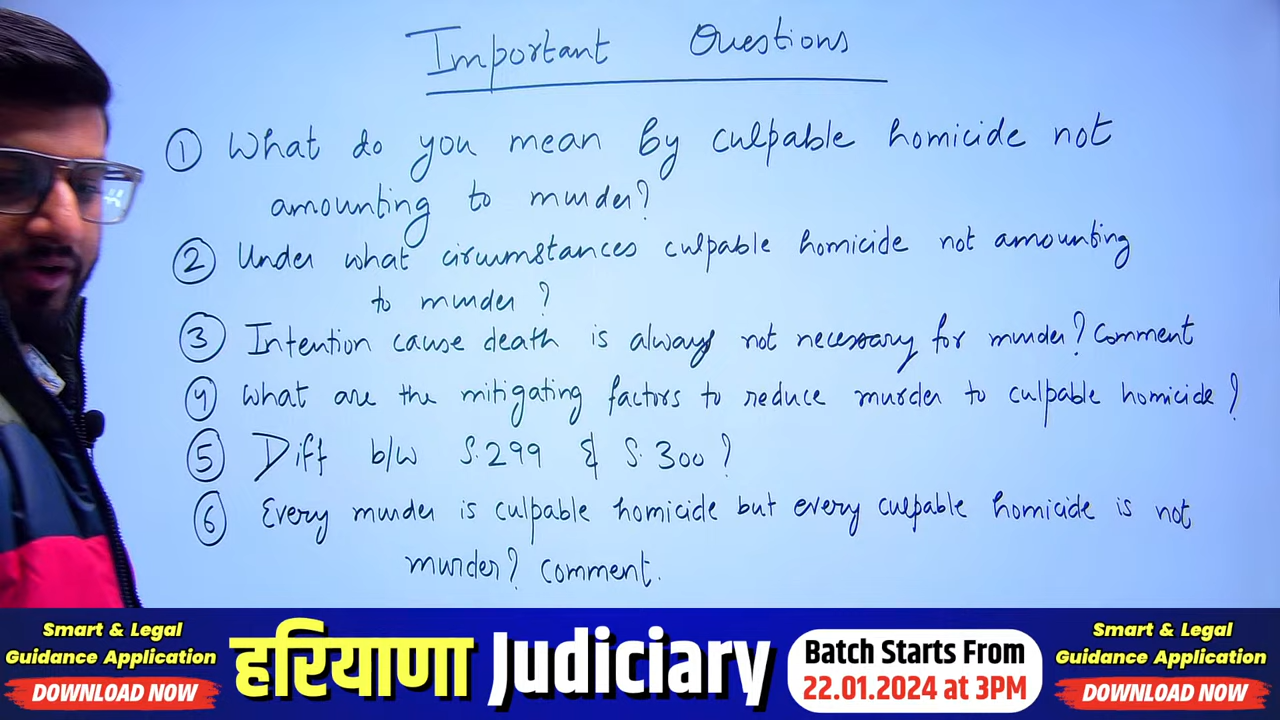 Important Questions
① What do you mean by culpable homicide not
amounting to murder?
② Under what circumstances culpable homicide not amounting
to murder ?
③ Intention cause death is always not necessary for murder? Comment
④ What are the mitigating factors to reduce murder to culpable homicide ?
⑤ Diff b/w S.299 & S.300 ?
⑥ Every murder is culpable homicide but every culpable homicide is not
murder? Comment.
Smart & Legal
Guidance Application
DOWNLOAD NOW
हरियाणा Judiciary
Batch Starts From
22.01.2024 at 3PM
Smart & Legal
Guidance Application
DOWNLOAD NOW